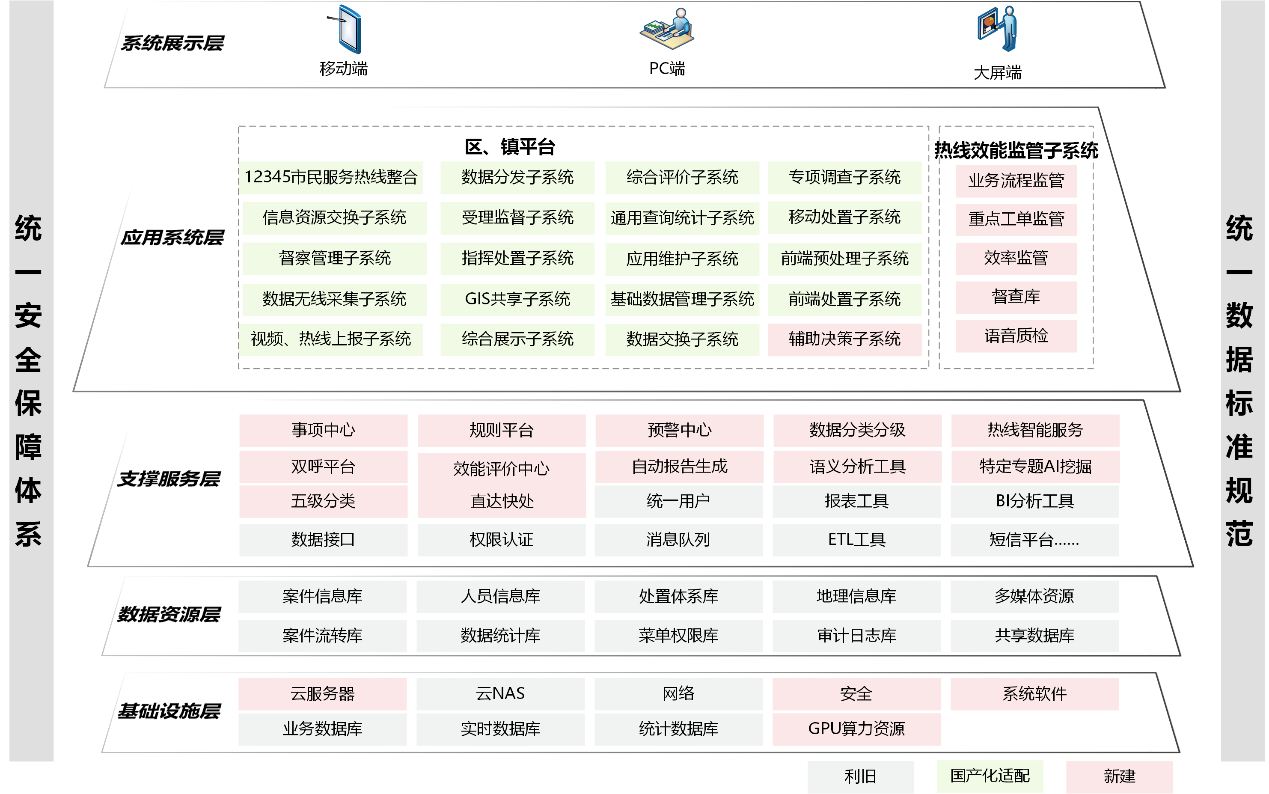 系统展示层
移动端
PC端
大屏端
统一安全保障体系
统一数据标准规范
应用系统层
区、镇平台
12345市民服务热线整合
数据分发子系统
综合评价子系统
专项调查子系统
信息资源交换子系统
受理监督子系统
通用查询统计子系统
移动处置子系统
督察管理子系统
指挥处置子系统
应用维护子系统
前端预处理子系统
数据无线采集子系统
GIS共享子系统
基础数据管理子系统
前端处置子系统
视频、热线上报子系统
综合展示子系统
数据交换子系统
辅助决策子系统
热线效能监管子系统
业务流程监管
重点工单监管
效率监管
督查库
语音质检
支撑服务层
事项中心
规则平台
预警中心
数据分类分级
热线智能服务
双呼平台
效能评价中心
自动报告生成
语义分析工具
特定专题AI挖掘
五级分类
直达快处
统一用户
报表工具
BI分析工具
数据接口
权限认证
消息队列
ETL工具
短信平台……
数据资源层
案件信息库
人员信息库
处置体系库
地理信息库
多媒体资源
案件流转库
数据统计库
菜单权限库
审计日志库
共享数据库
基础设施层
云服务器
云NAS
网络
安全
系统软件
业务数据库
实时数据库
统计数据库
GPU算力资源
利旧
国产化适配
新建